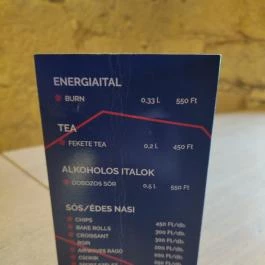 ENERGIAITAL
BURN 0,33 L 550 Ft
TEA
FEKETE TEA 0,2 L 450 Ft
ALKOHOLOS ITALOK
DOBOZOS SÖR 0,5 L 550 Ft
SÓS/ÉDES NASI
CHIPS 450 Ft/db
BAKE ROLLS 300 Ft/db
CROISSANT 300 Ft/db